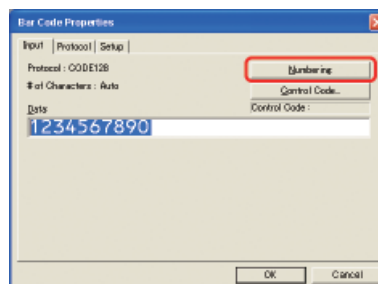 Bar Code Properties
Input Protocol Setup
Protocol : CODE128
Numbering
# of Characters : Auto
Control Code...
Data
Control Code :
1234567890
OK Cancel